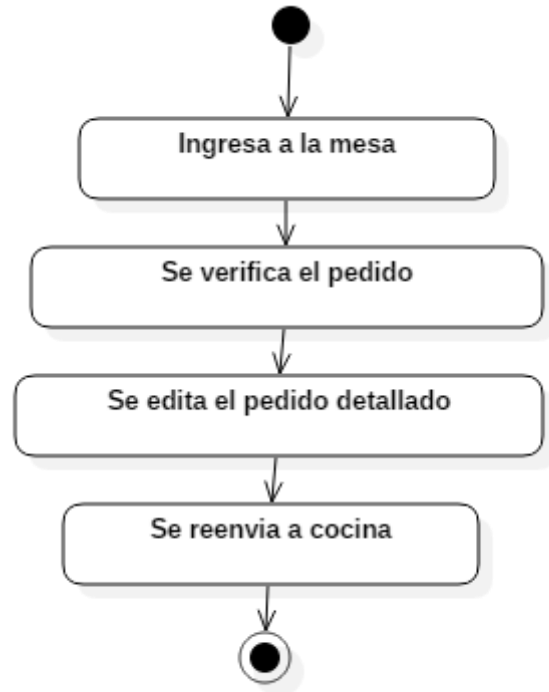 Ingresa a la mesa
Se verifica el pedido
Se edita el pedido detallado
Se reenvia a cocina